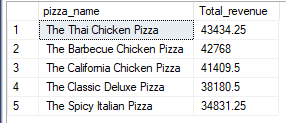 pizza_name Total_revenue
1 The Thai Chicken Pizza 43434.25
2 The Barbecue Chicken Pizza 42768
3 The California Chicken Pizza 41409.5
4 The Classic Deluxe Pizza 38180.5
5 The Spicy Italian Pizza 34831.25